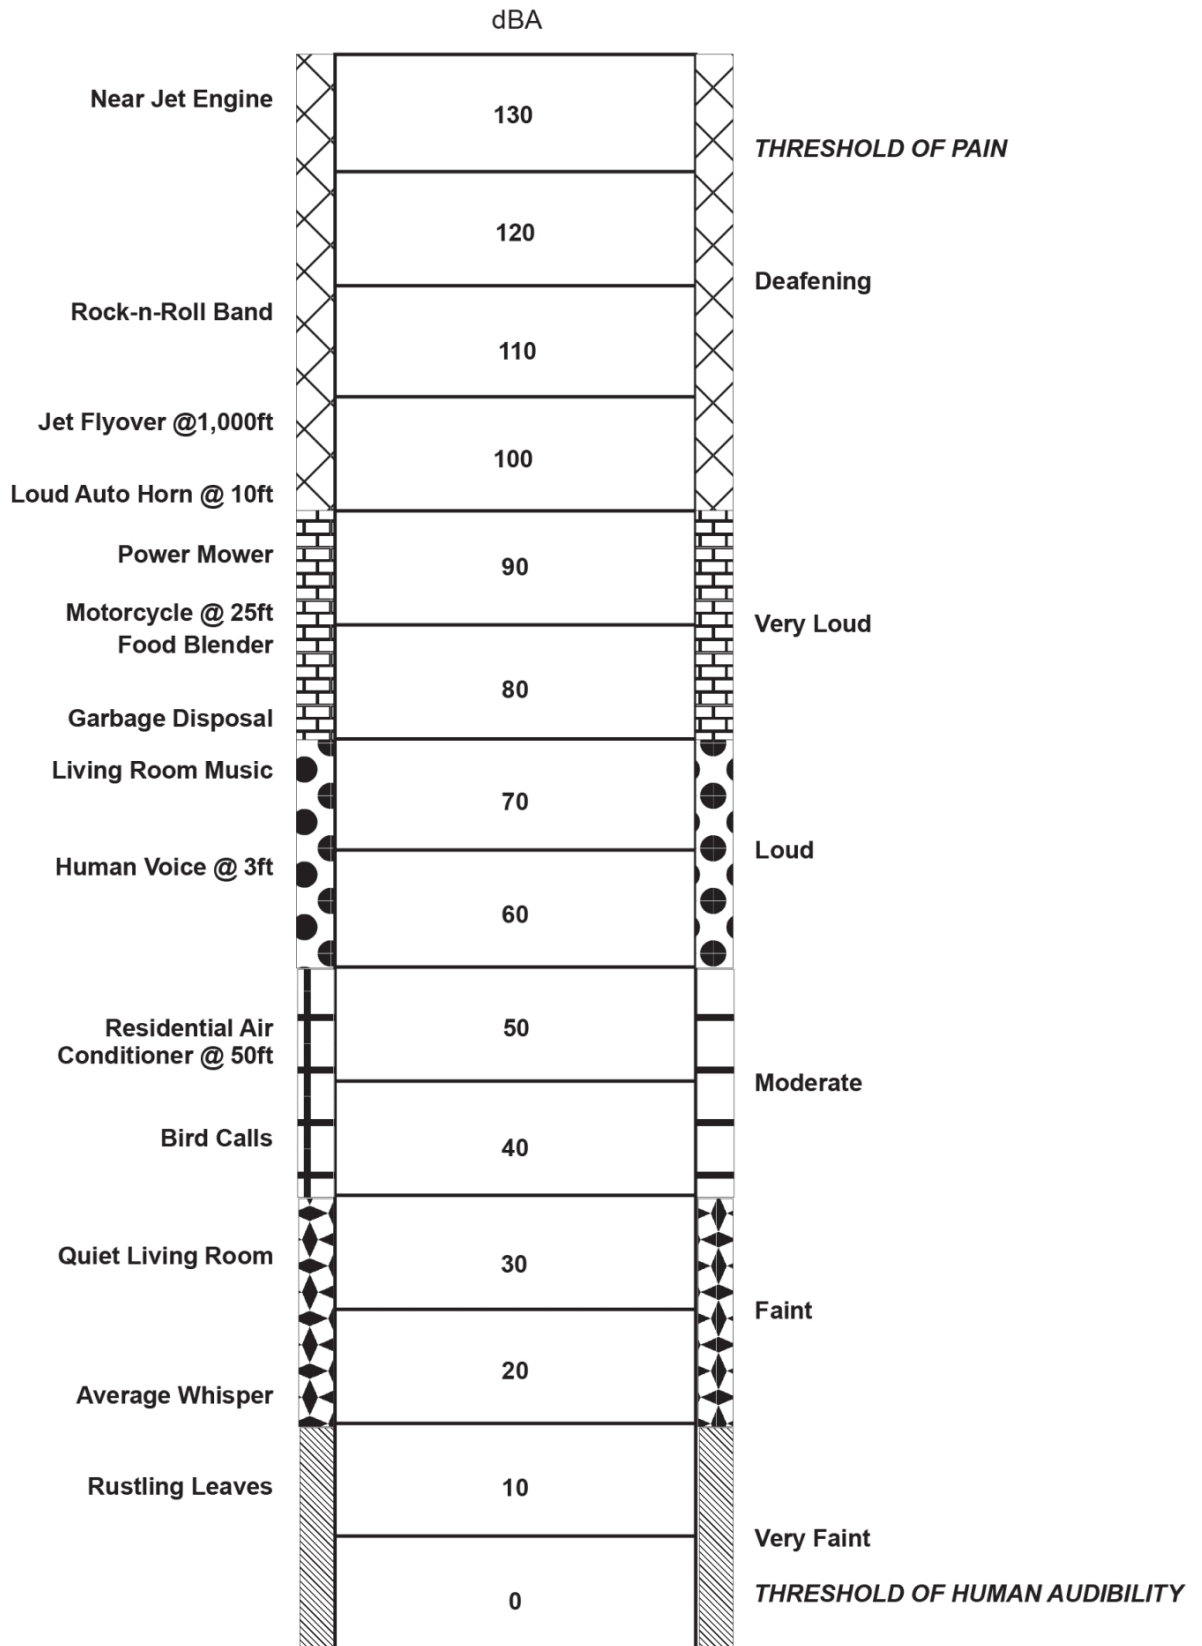 dBA
Near Jet Engine
130
THRESHOLD OF PAIN
120
Deafening
Rock-n-Roll Band
110
Jet Flyover @1,000ft
100
Loud Auto Horn @ 10ft
Power Mower
90
Motorcycle @ 25ft
Very Loud
Food Blender
80
Garbage Disposal
Living Room Music
70
Loud
Human Voice @ 3ft
60
50
Residential Air
Conditioner @ 50ft
Moderate
Bird Calls
40
Quiet Living Room
30
Faint
20
Average Whisper
Rustling Leaves
10
Very Faint
THRESHOLD OF HUMAN AUDIBILITY
0